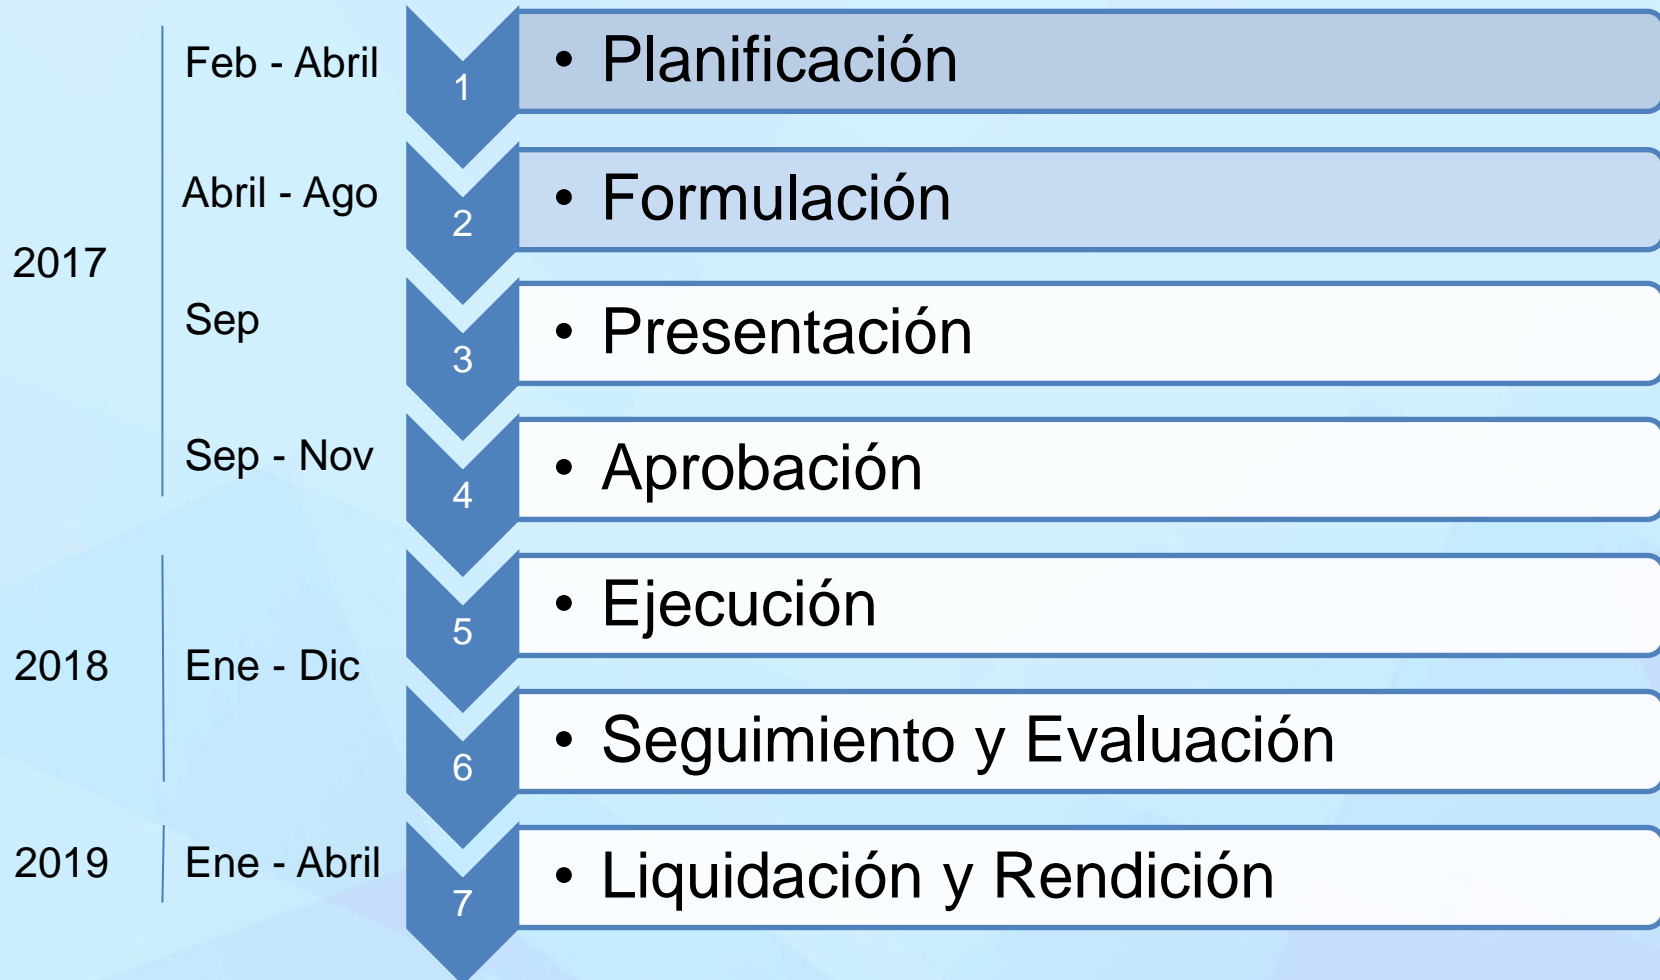 Feb - Abril
1
• Planificación
Abril - Ago
2
• Formulación
2017
Sep
3
• Presentación
Sep - Nov
4
• Aprobación
5
• Ejecución
2018
Ene - Dic
6
• Seguimiento y Evaluación
2019
Ene - Abril
7
• Liquidación y Rendición